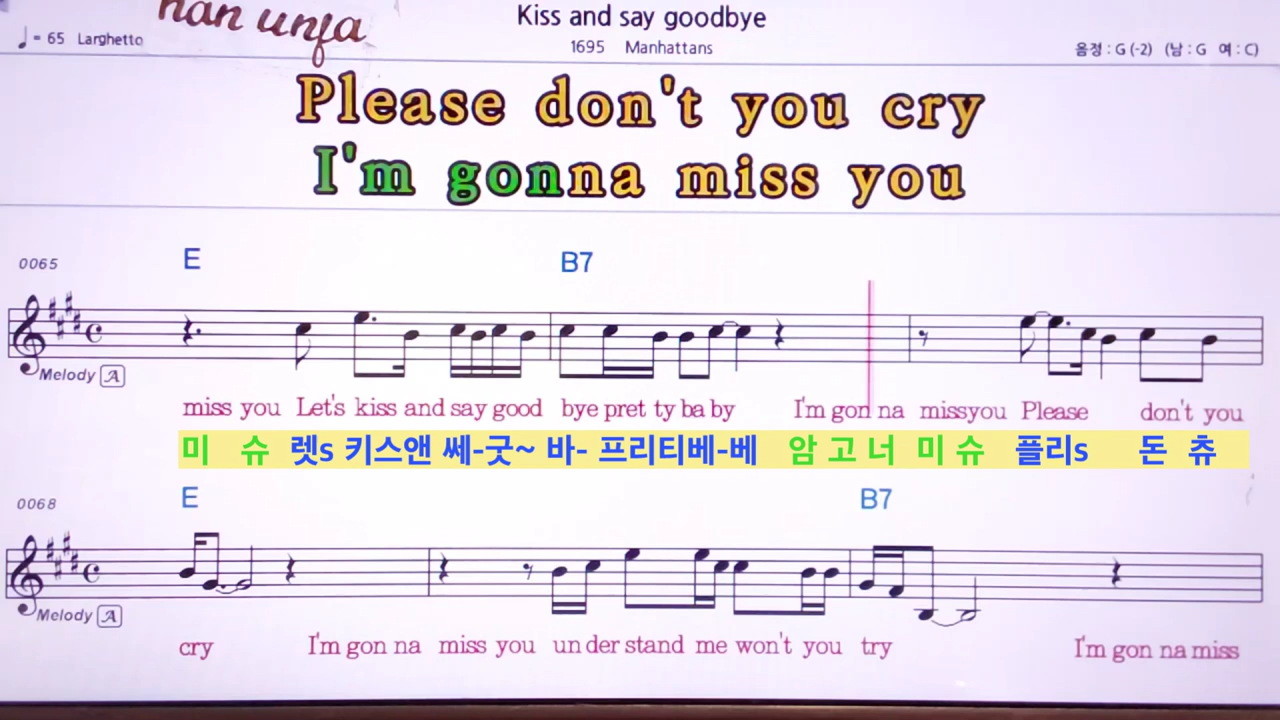 han unfa
Kiss and say goodbye
♩= 65 Larghetto
1695 Manhattans
음정 : G (-2) (남 : G 여 : C)
Please don't you cry
I'm gonna miss you
0065
E B7
Melody A
miss you Let's kiss and say good bye pret ty ba by I'm gon na missyou Please don't you
미 슈 렛s 키스앤 쎄-굿~ 바- 프리티베-베 암 고 너 미 슈 플리s 돈 츄
0068
E B7
Melody A
cry I'm gon na miss you un der stand me won't you try I'm gon na miss